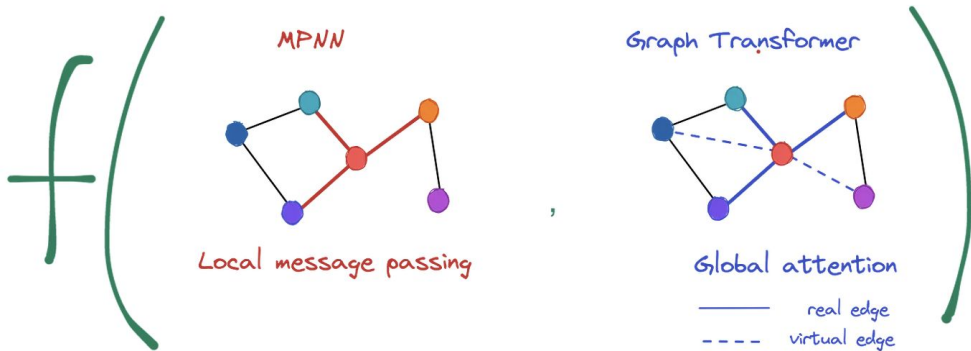 f(
MPNN
Local message passing
,
Graph Transformer
Global attention
real edge
virtual edge
)